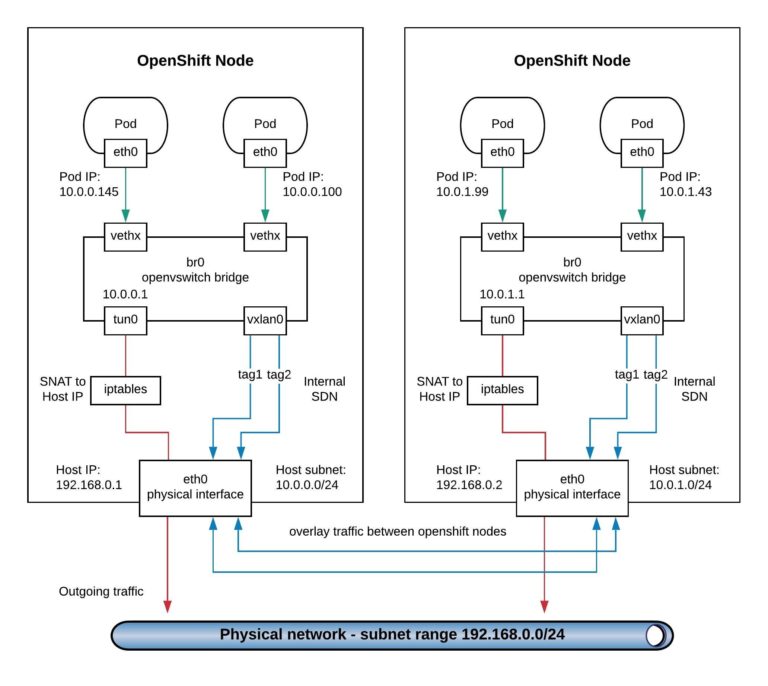 OpenShift Node
Pod
Pod
eth0
eth0
Pod IP:
10.0.0.145
Pod IP:
10.0.0.100
vethx
vethx
br0
openvswitch bridge
10.0.0.1
tun0
vxlan0
tag1 tag2
SNAT to
Host IP
iptables
Internal
SDN
Host IP:
192.168.0.1
eth0
physical interface
Host subnet:
10.0.0.0/24
OpenShift Node
Pod
Pod
eth0
eth0
Pod IP:
10.0.1.99
Pod IP:
10.0.1.43
vethx
vethx
br0
openvswitch bridge
10.0.1.1
tun0
vxlan0
tag1 tag2
SNAT to
Host IP
iptables
Internal
SDN
Host IP:
192.168.0.2
eth0
physical interface
Host subnet:
10.0.1.0/24
overlay traffic between openshift nodes
Outgoing traffic
Physical network - subnet range 192.168.0.0/24